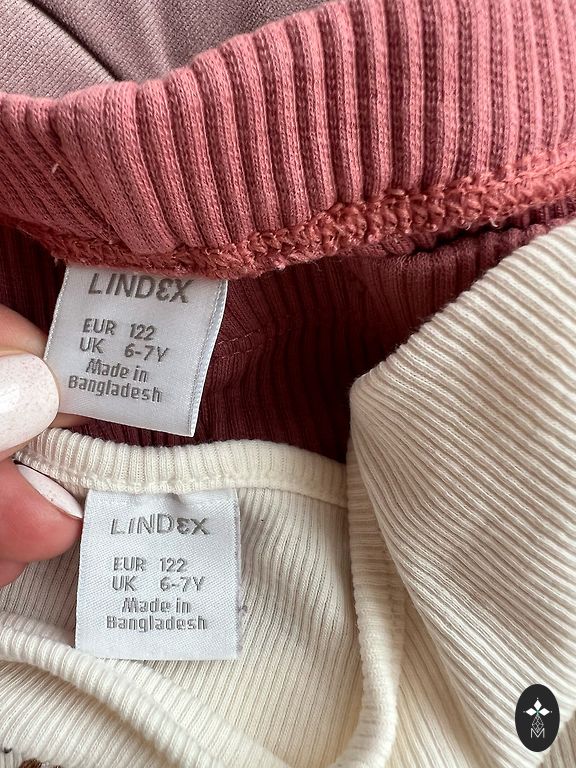 LINDEX
EUR 122
UK 6-7Y
Made in
Bangladesh
LINDEX
EUR 122
UK 6-7Y
Made in
Bangladesh
M